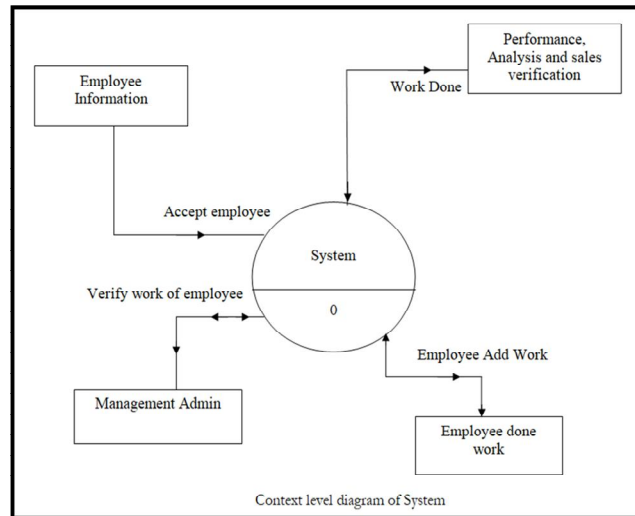 Performance,
Analysis and sales
verification
Employee
Information
Work Done
Accept employee
System
Verify work of employee
0
Employee Add Work
Management Admin
Employee done
work
Context level diagram of System